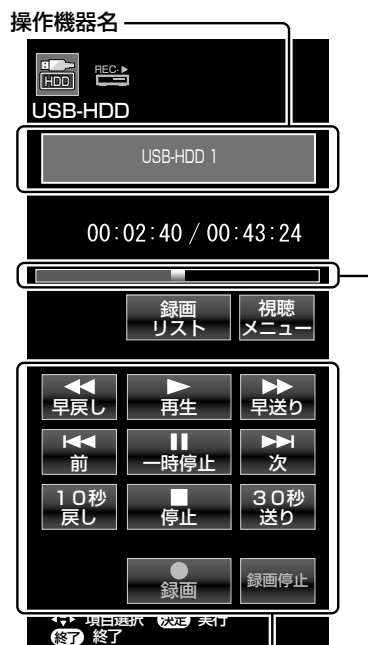 操作機器名
HDD
REC
USB-HDD
USB-HDD 1
00:02:40 / 00:43:24
録画
リスト
視聴
メニュー
早戻し
再生
早送り
前
一時停止
次
10秒
戻し
停止
30秒
送り
録画
録画停止
項目選択 決定 実行
終了 終了